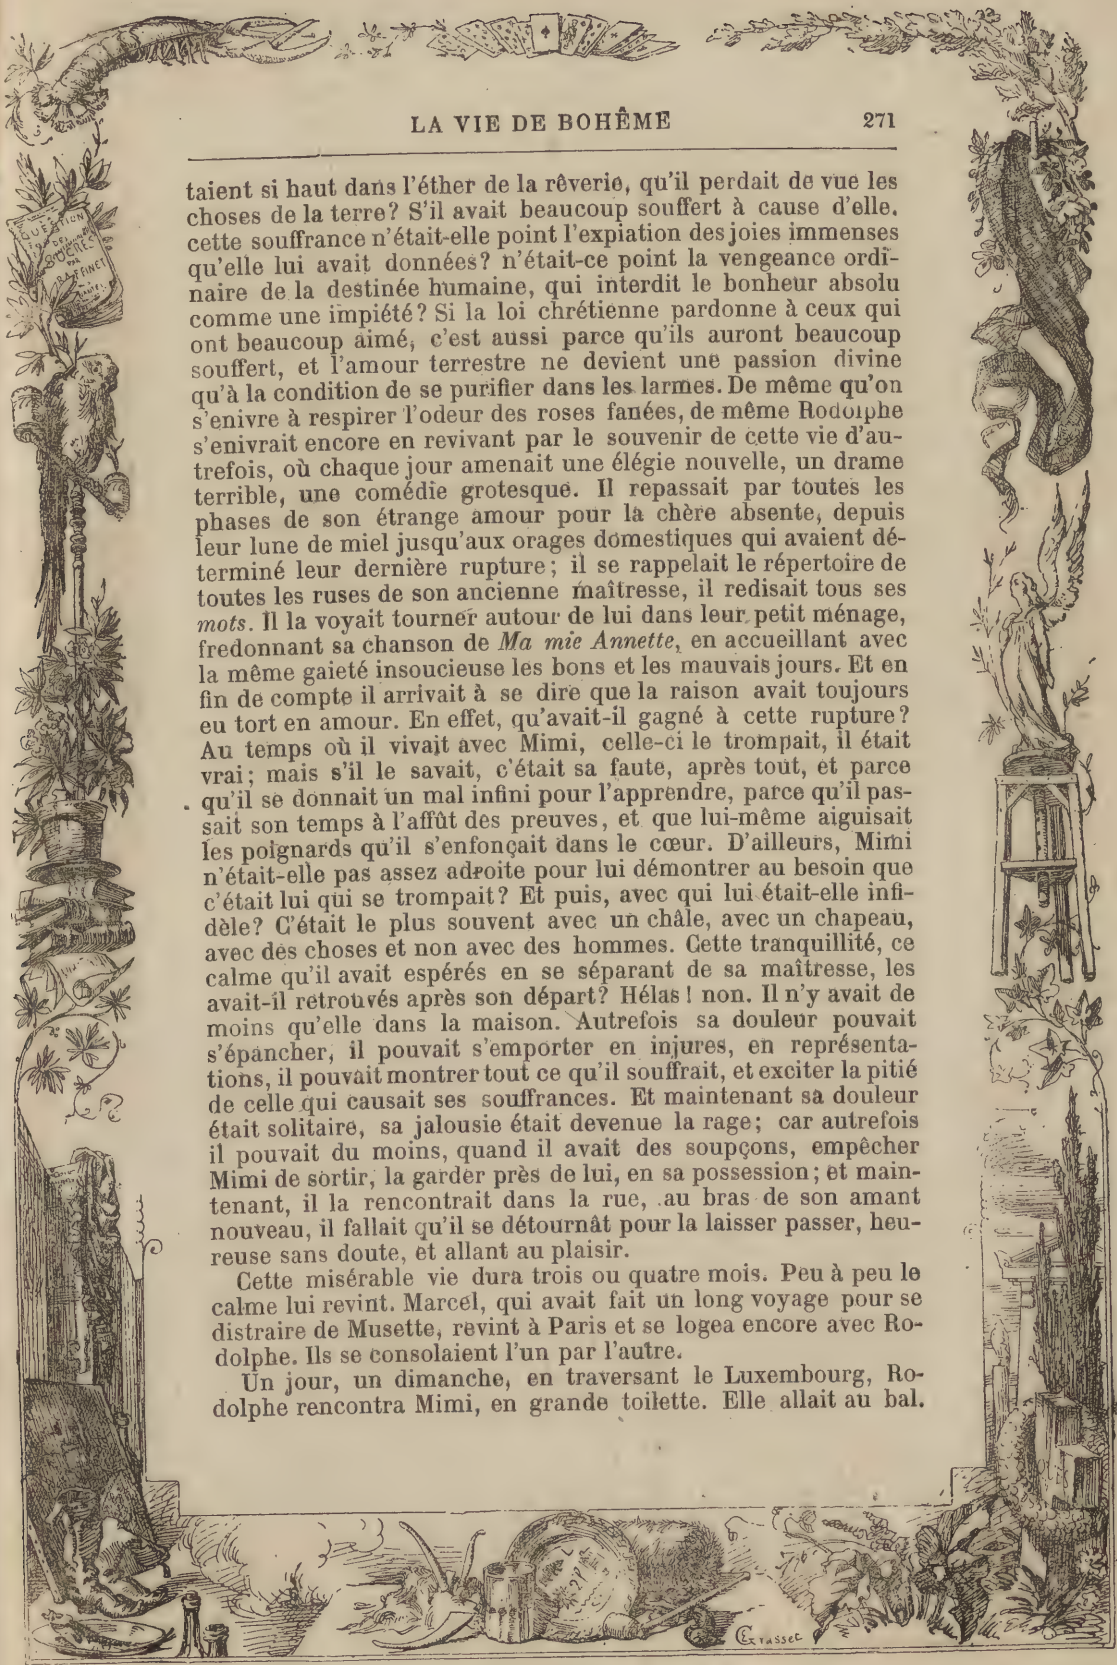 LA VIE DE BOHÊME 271
taient si haut dans l'éther de la rêverie, qu'il perdait de vue les
choses de la terre? S'il avait beaucoup souffert à cause d'elle.
cette souffrance n'était-elle point l'expiation des joies immenses
qu'elle lui avait données? n'était-ce point la vengeance ordi-
naire de la destinée humaine, qui interdit le bonheur absolu
comme une impiété? Si la loi chrétienne pardonne à ceux qui
ont beaucoup aimé, c'est aussi parce qu'ils auront beaucoup
souffert, et l'amour terrestre ne devient une passion divine
qu'à la condition de se purifier dans les larmes. De même qu'on
s'enivre à respirer l'odeur des roses fanées, de même Rodolphe
s'enivrait encore en revivant par le souvenir de cette vie d'au-
trefois, où chaque jour amenait une élégie nouvelle, un drame
terrible, une comédie grotesque. Il repassait par toutes les
phases de son étrange amour pour la chère absente, depuis
leur lune de miel jusqu'aux orages domestiques qui avaient dé-
terminé leur dernière rupture; il se rappelait le répertoire de
toutes les ruses de son ancienne maîtresse, il redisait tous ses
mots. Il la voyait tourner autour de lui dans leur petit ménage,
fredonnant sa chanson de Ma mie Annette, en accueillant avec
la même gaieté insoucieuse les bons et les mauvais jours. Et en
fin de compte il arrivait à se dire que la raison avait toujours
eu tort en amour. En effet, qu'avait-il gagné à cette rupture?
Au temps où il vivait avec Mimi, celle-ci le trompait, il était
vrai; mais s'il le savait, c'était sa faute, après tout, et parce
qu'il se donnait un mal infini pour l'apprendre, parce qu'il pas-
sait son temps à l'affût des preuves, et que lui-même aiguisait
les poignards qu'il s'enfonçait dans le cœur. D'ailleurs, Mimi
n'était-elle pas assez adroite pour lui démontrer au besoin que
c'était lui qui se trompait? Et puis, avec qui lui était-elle infi-
dèle? C'était le plus souvent avec un châle, avec un chapeau,
avec des choses et non avec des hommes. Cette tranquillité, ce
calme qu'il avait espérés en se séparant de sa maîtresse, les
avait-il retrouvés après son départ? Hélas! non. Il n'y avait de
moins qu'elle dans la maison. Autrefois sa douleur pouvait
s'épancher, il pouvait s'emporter en injures, en représenta-
tions, il pouvait montrer tout ce qu'il souffrait, et exciter la pitié
de celle qui causait ses souffrances. Et maintenant sa douleur
était solitaire, sa jalousie était devenue la rage; car autrefois
il pouvait du moins, quand il avait des soupçons, empêcher
Mimi de sortir, la garder près de lui, en sa possession; et main-
tenant, il la rencontrait dans la rue, au bras de son amant
nouveau, il fallait qu'il se détournât pour la laisser passer, heu-
reuse sans doute, et allant au plaisir.
Cette misérable vie dura trois ou quatre mois. Peu à peu le
calme lui revint. Marcel, qui avait fait un long voyage pour se
distraire de Musette, revint à Paris et se logea encore avec Ro-
dolphe. Ils se consolaient l'un par l'autre.
Un jour, un dimanche, en traversant le Luxembourg, Ro-
dolphe rencontra Mimi, en grande toilette. Elle allait au bal.
QUESTION
DES
PAR
EGrasset